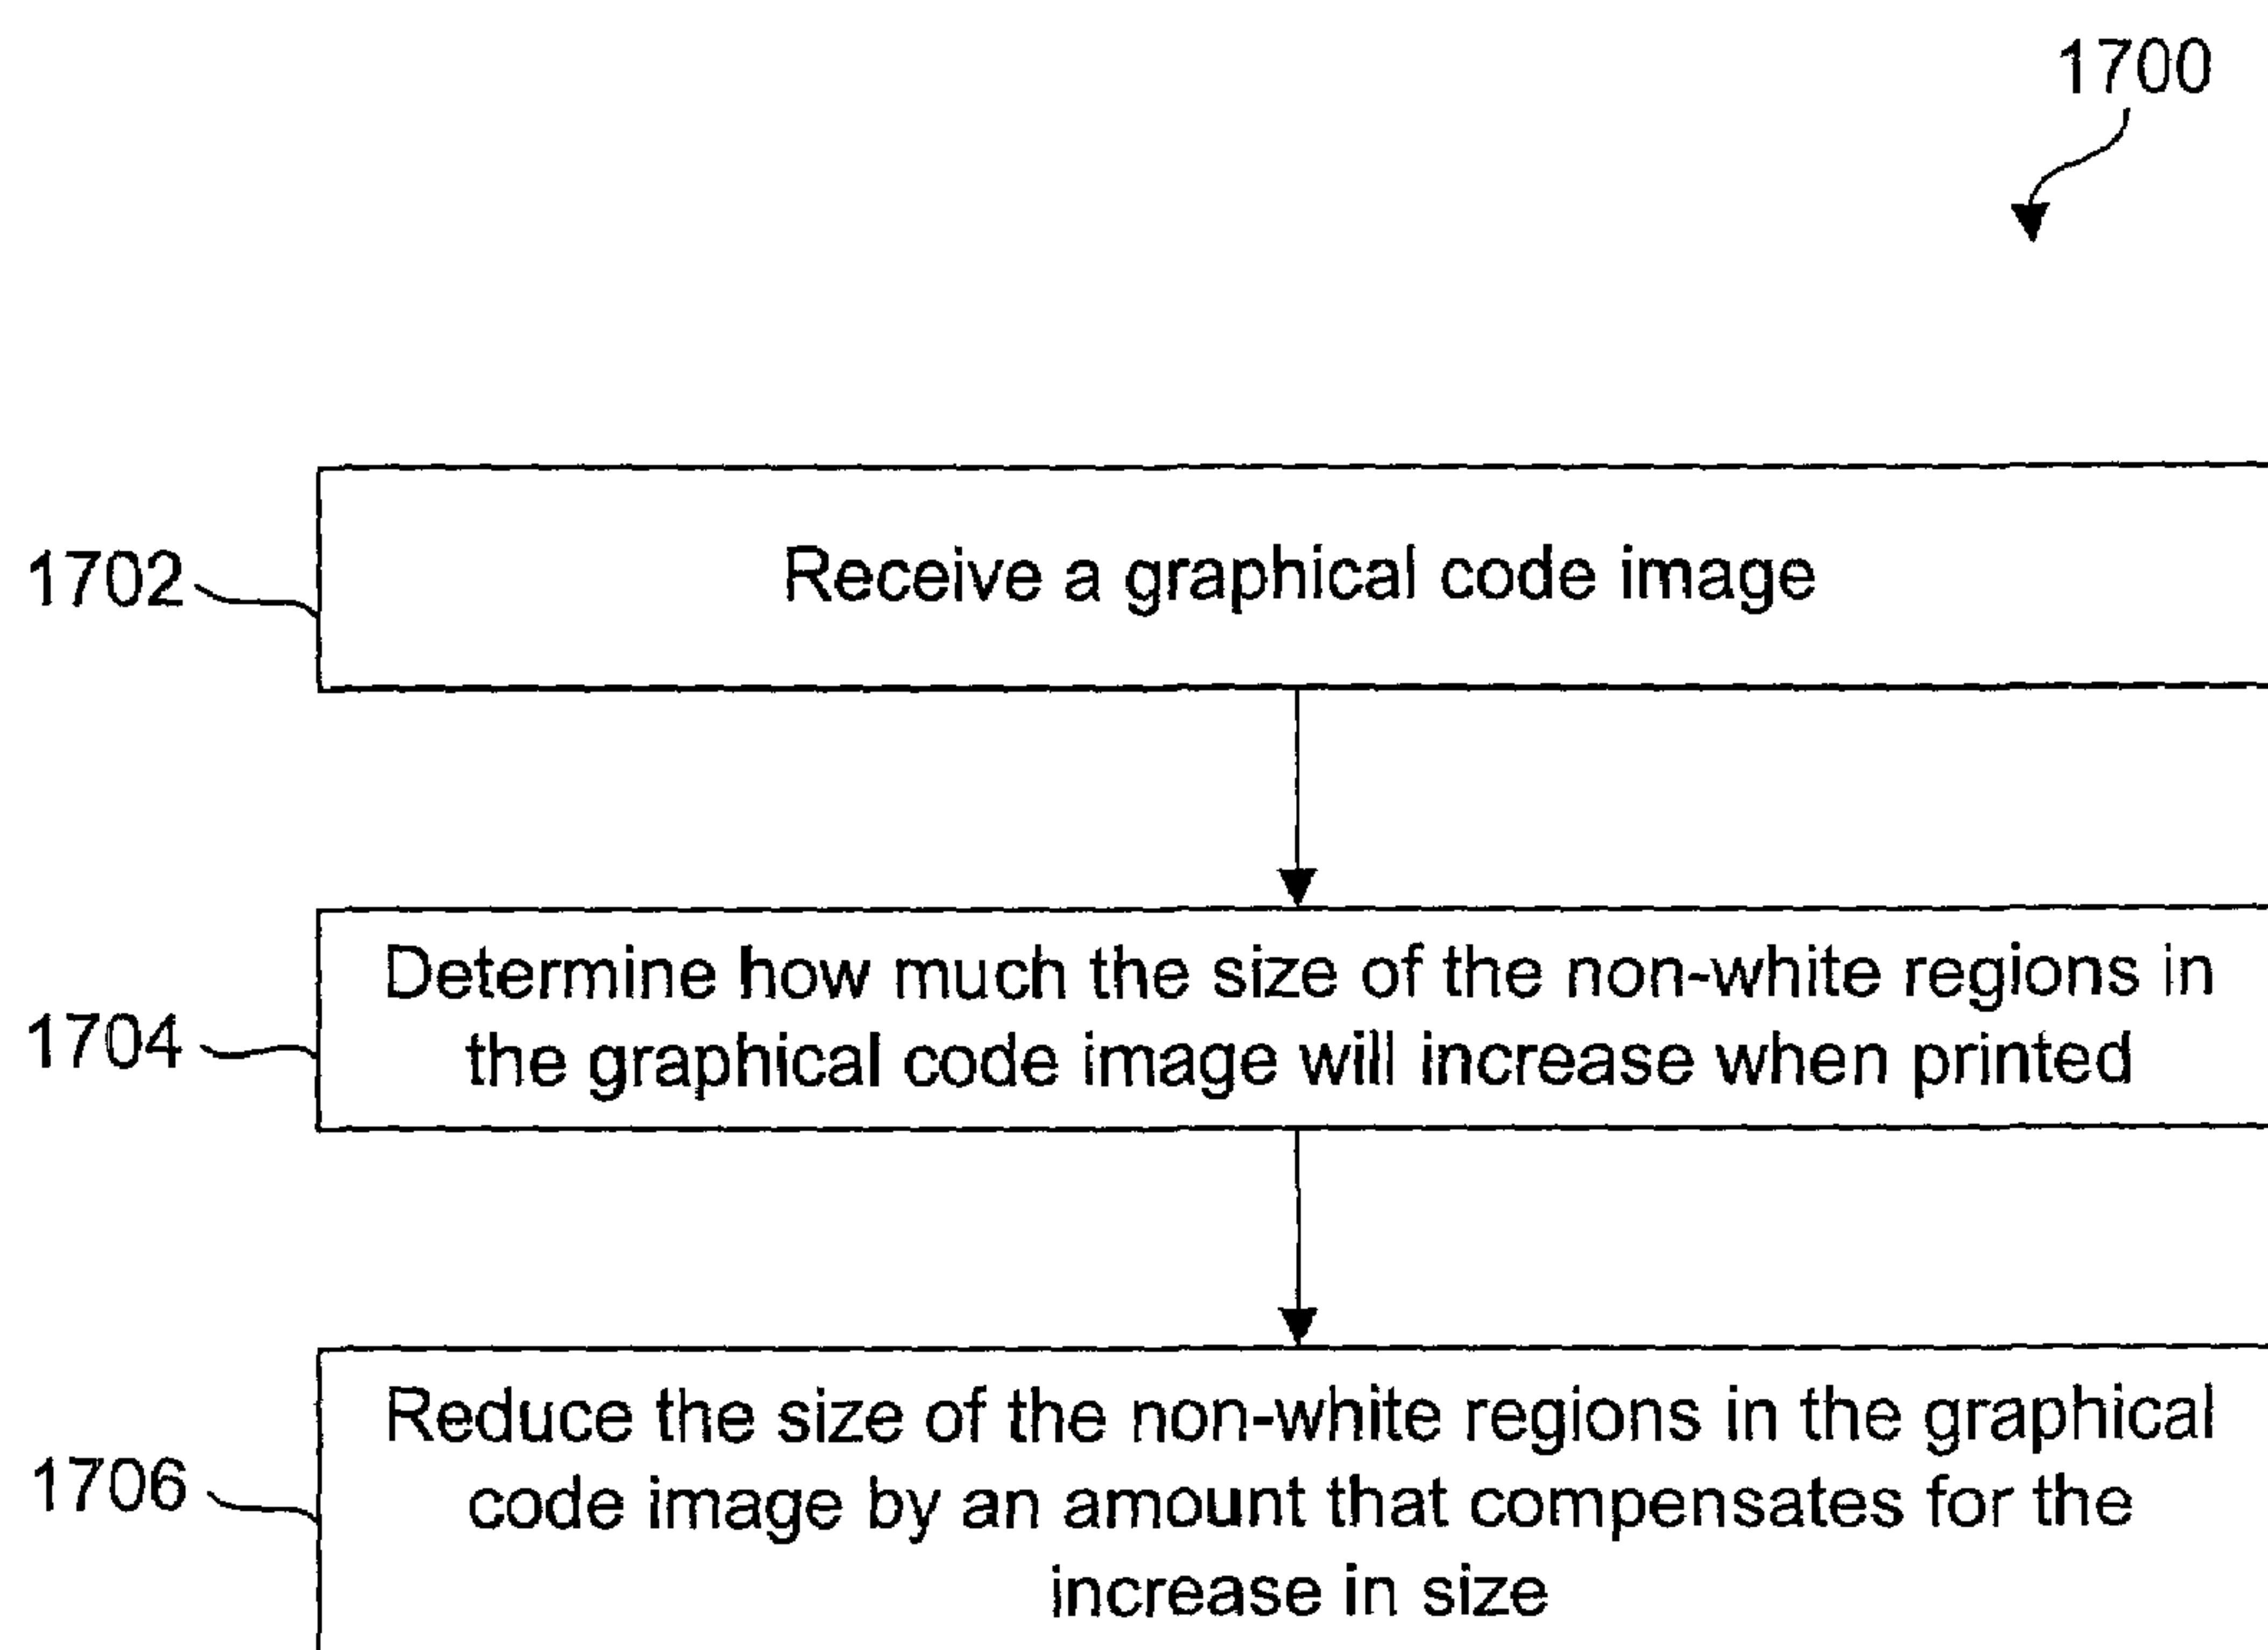 1700
1702
Receive a graphical code image
1704
Determine how much the size of the non-white regions in
the graphical code image will increase when printed
1706
Reduce the size of the non-white regions in the graphical
code image by an amount that compensates for the
increase in size